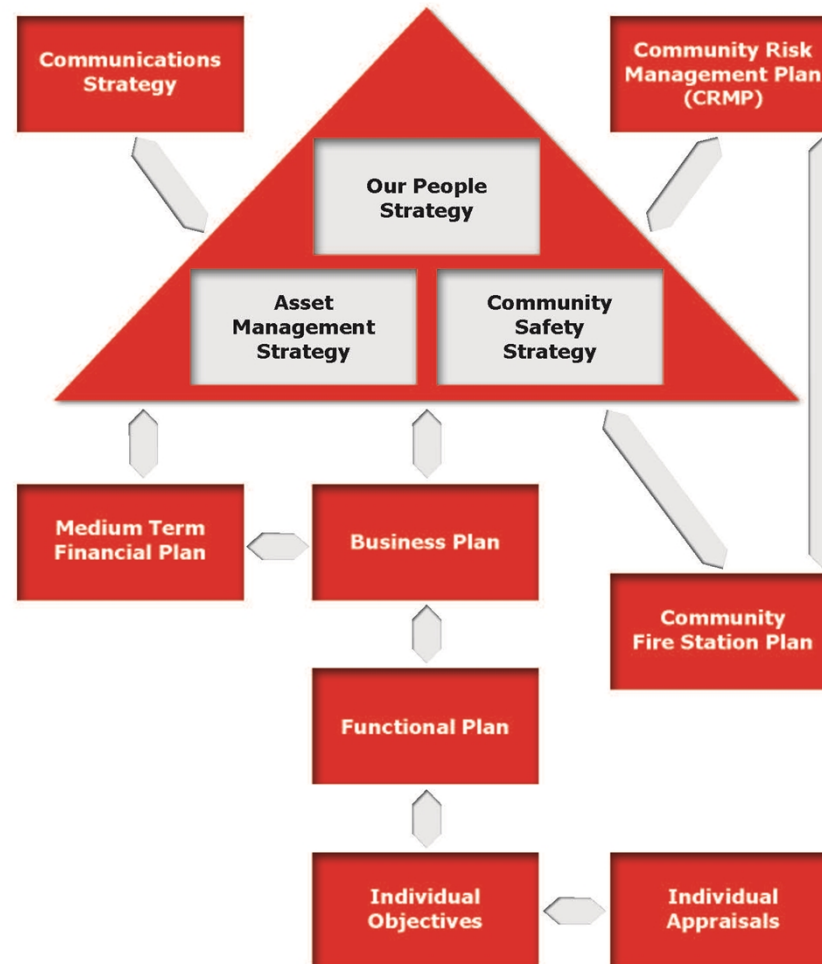 Communications
Strategy
Community Risk
Management Plan
(CRMP)
Our People
Strategy
Asset
Management
Strategy
Community
Safety
Strategy
Medium Term
Financial Plan
Business Plan
Community
Fire Station Plan
Functional Plan
Individual
Objectives
Individual
Appraisals